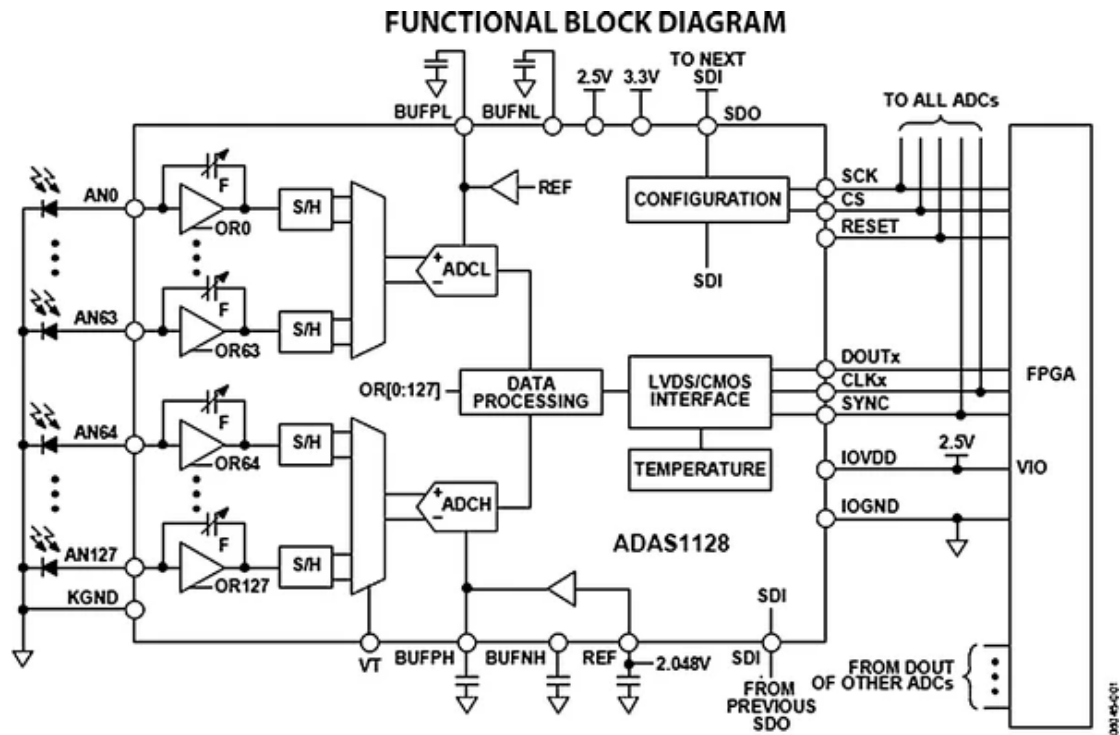 FUNCTIONAL BLOCK DIAGRAM
TO NEXT
SDI
2.5V
3.3V
BUFPL
BUFNL
SDO
TO ALL ADCs
AN0
F
OR0
S/H
REF
CONFIGURATION
SDI
SCK
CS
RESET
ADCL
+
−
AN63
F
OR63
S/H
OR[0:127]
DATA
PROCESSING
LVDS/CMOS
INTERFACE
TEMPERATURE
DOUTx
CLKx
SYNC
FPGA
AN64
F
OR64
S/H
2.5V
IOVDD
VIO
IOGND
ADCH
+
−
ADAS1128
AN127
F
OR127
S/H
KGND
SDI
VT
BUFPH
BUFNH
REF
2.048V
SDI
FROM
PREVIOUS
SDO
FROM DOUT
OF OTHER ADCs